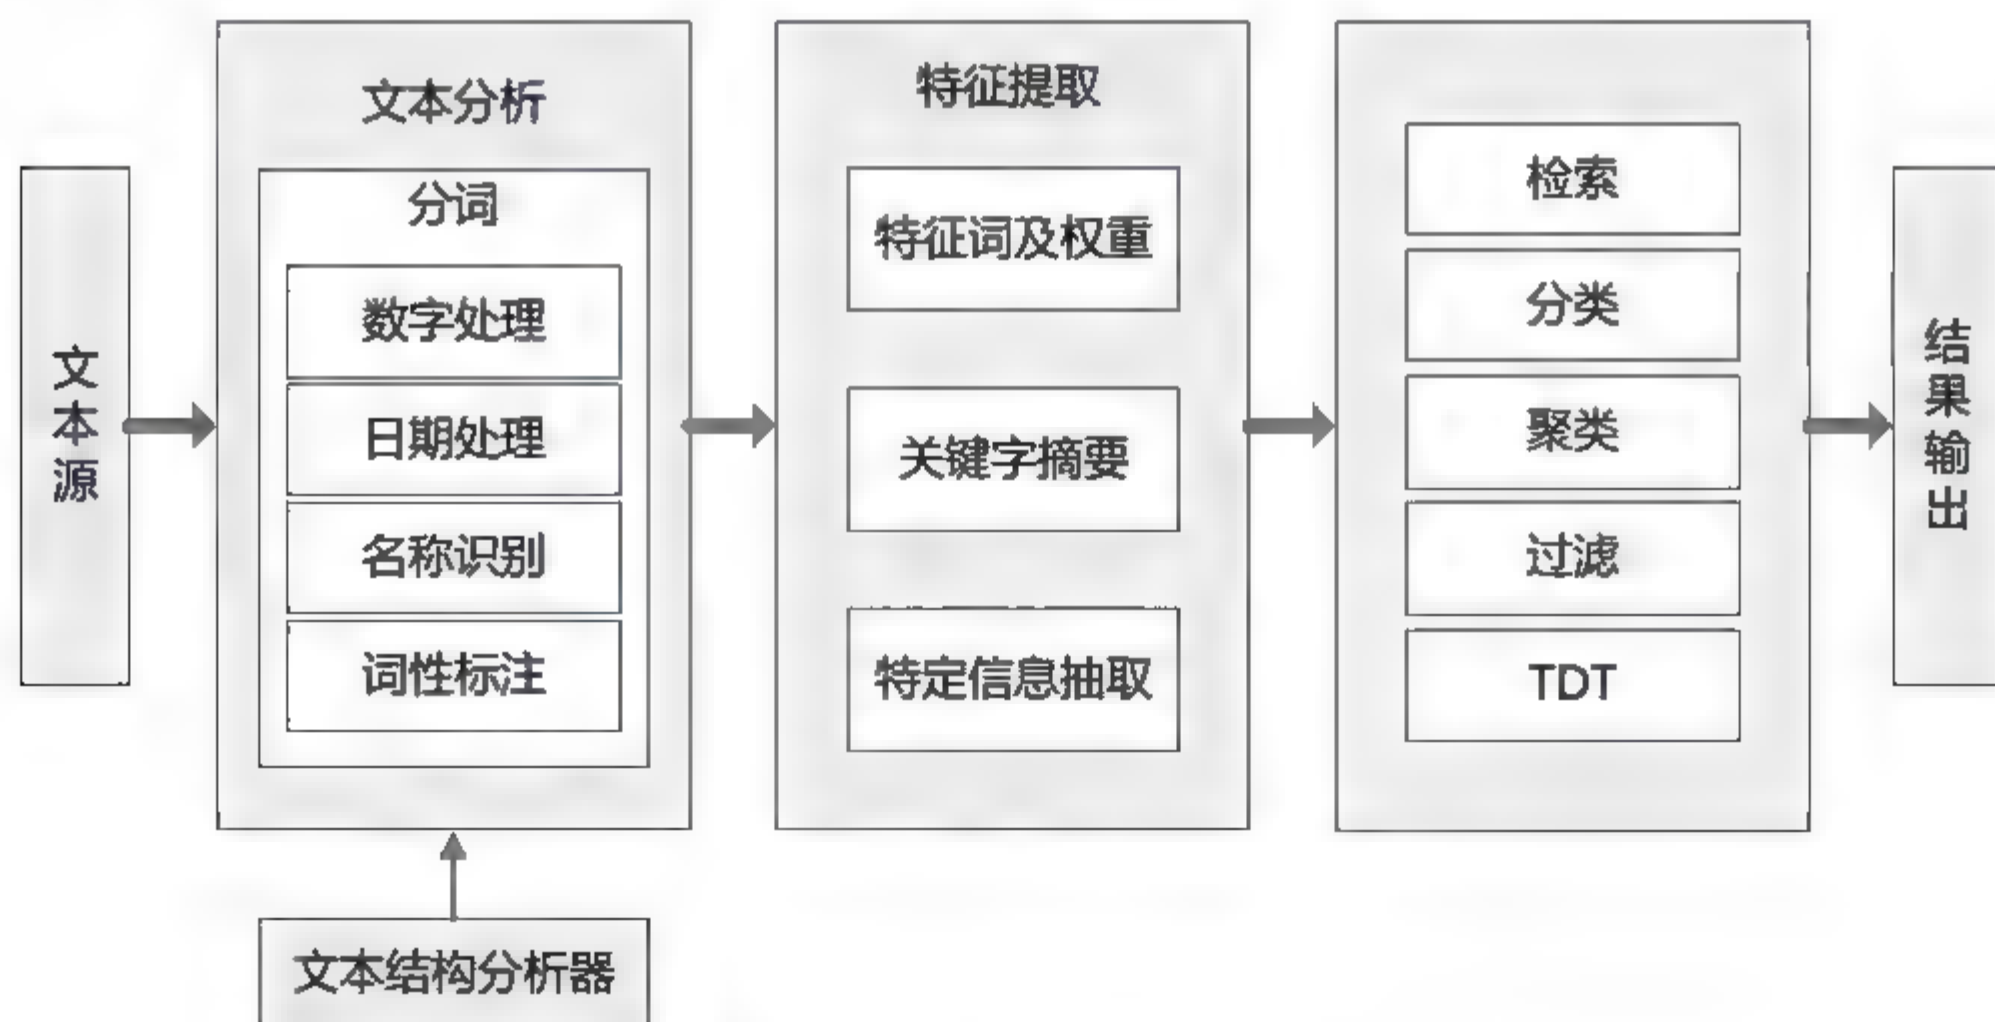 文本源
文本分析
分词
数字处理
日期处理
名称识别
词性标注
文本结构分析器
特征提取
特征词及权重
关键字摘要
特定信息抽取
检索
分类
聚类
过滤
TDT
结果输出